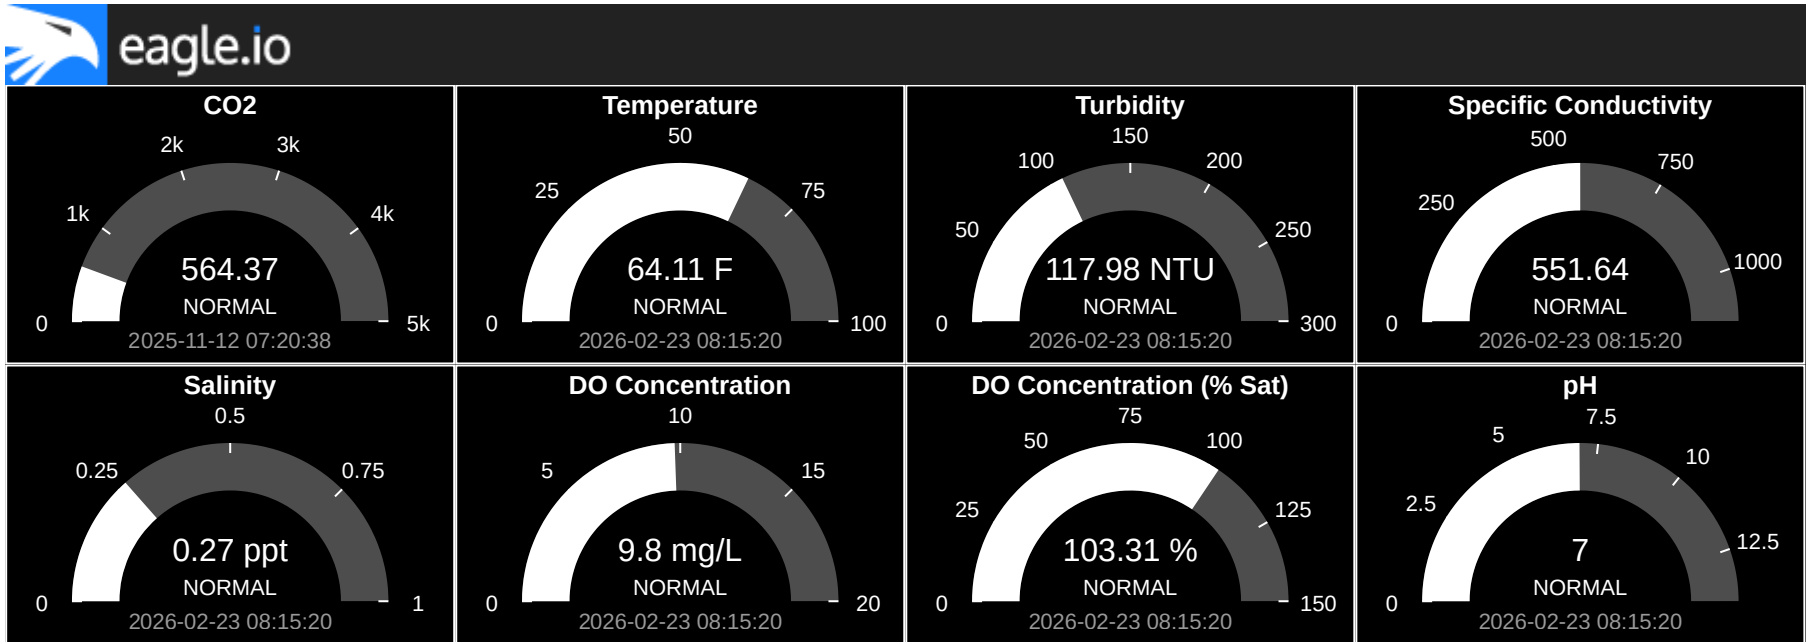 eagle.io
CO2
0
1k
2k
3k
4k
5k
564.37
NORMAL
2025-11-12 07:20:38
Temperature
0
25
50
75
100
64.11 F
NORMAL
2026-02-23 08:15:20
Turbidity
0
50
100
150
200
250
300
117.98 NTU
NORMAL
2026-02-23 08:15:20
Specific Conductivity
0
250
500
750
1000
551.64
NORMAL
2026-02-23 08:15:20
Salinity
0
0.25
0.5
0.75
1
0.27 ppt
NORMAL
2026-02-23 08:15:20
DO Concentration
0
5
10
15
20
9.8 mg/L
NORMAL
2026-02-23 08:15:20
DO Concentration (% Sat)
0
25
50
75
100
125
150
103.31 %
NORMAL
2026-02-23 08:15:20
pH
0
2.5
5
7.5
10
12.5
7
NORMAL
2026-02-23 08:15:20